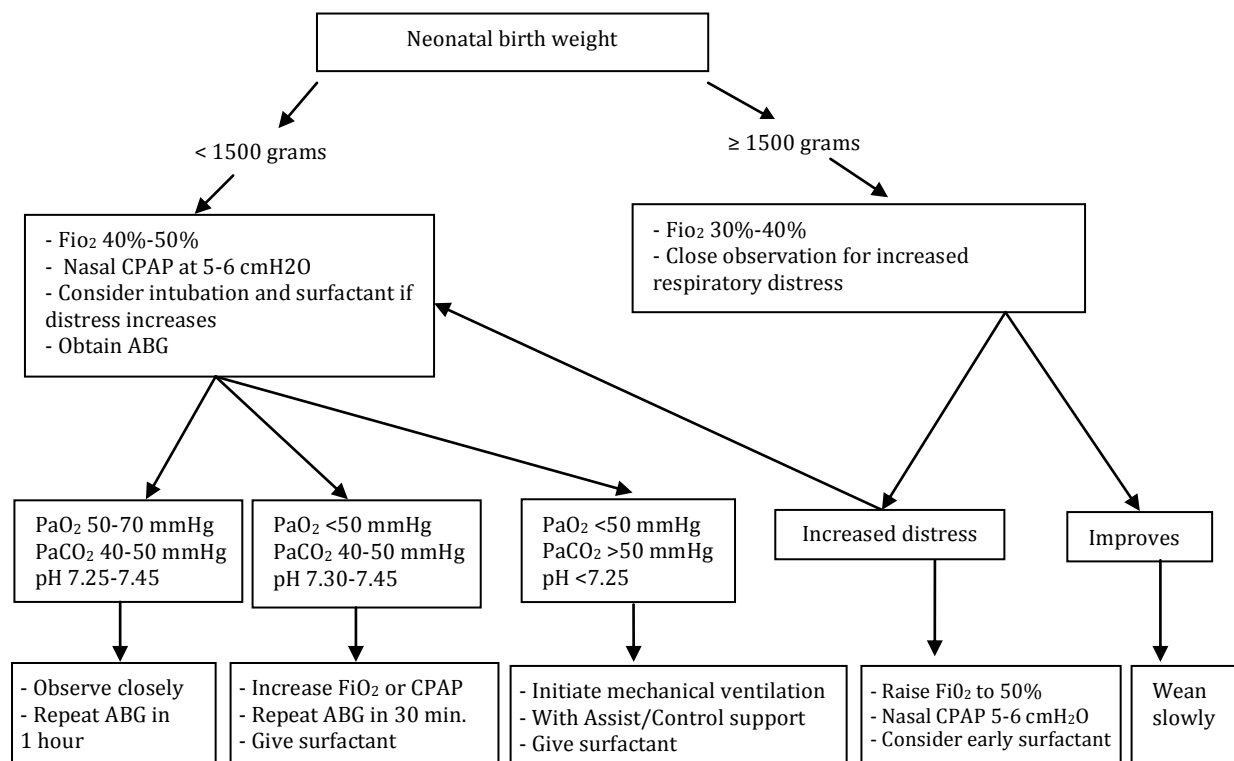 Neonatal birth weight
< 1500 grams
≥ 1500 grams
- Fio₂ 40%-50%
- Nasal CPAP at 5-6 cmH2O
- Consider intubation and surfactant if
distress increases
- Obtain ABG
- Fio₂ 30%-40%
- Close observation for increased
respiratory distress
PaO₂ 50-70 mmHg
PaCO₂ 40-50 mmHg
pH 7.25-7.45
PaO₂ <50 mmHg
PaCO₂ 40-50 mmHg
pH 7.30-7.45
PaO₂ <50 mmHg
PaCO₂ >50 mmHg
pH <7.25
Increased distress
Improves
- Observe closely
- Repeat ABG in
1 hour
- Increase FiO₂ or CPAP
- Repeat ABG in 30 min.
- Give surfactant
- Initiate mechanical ventilation
- With Assist/Control support
- Give surfactant
- Raise Fi0₂ to 50%
- Nasal CPAP 5-6 cmH₂O
- Consider early surfactant
Wean
slowly